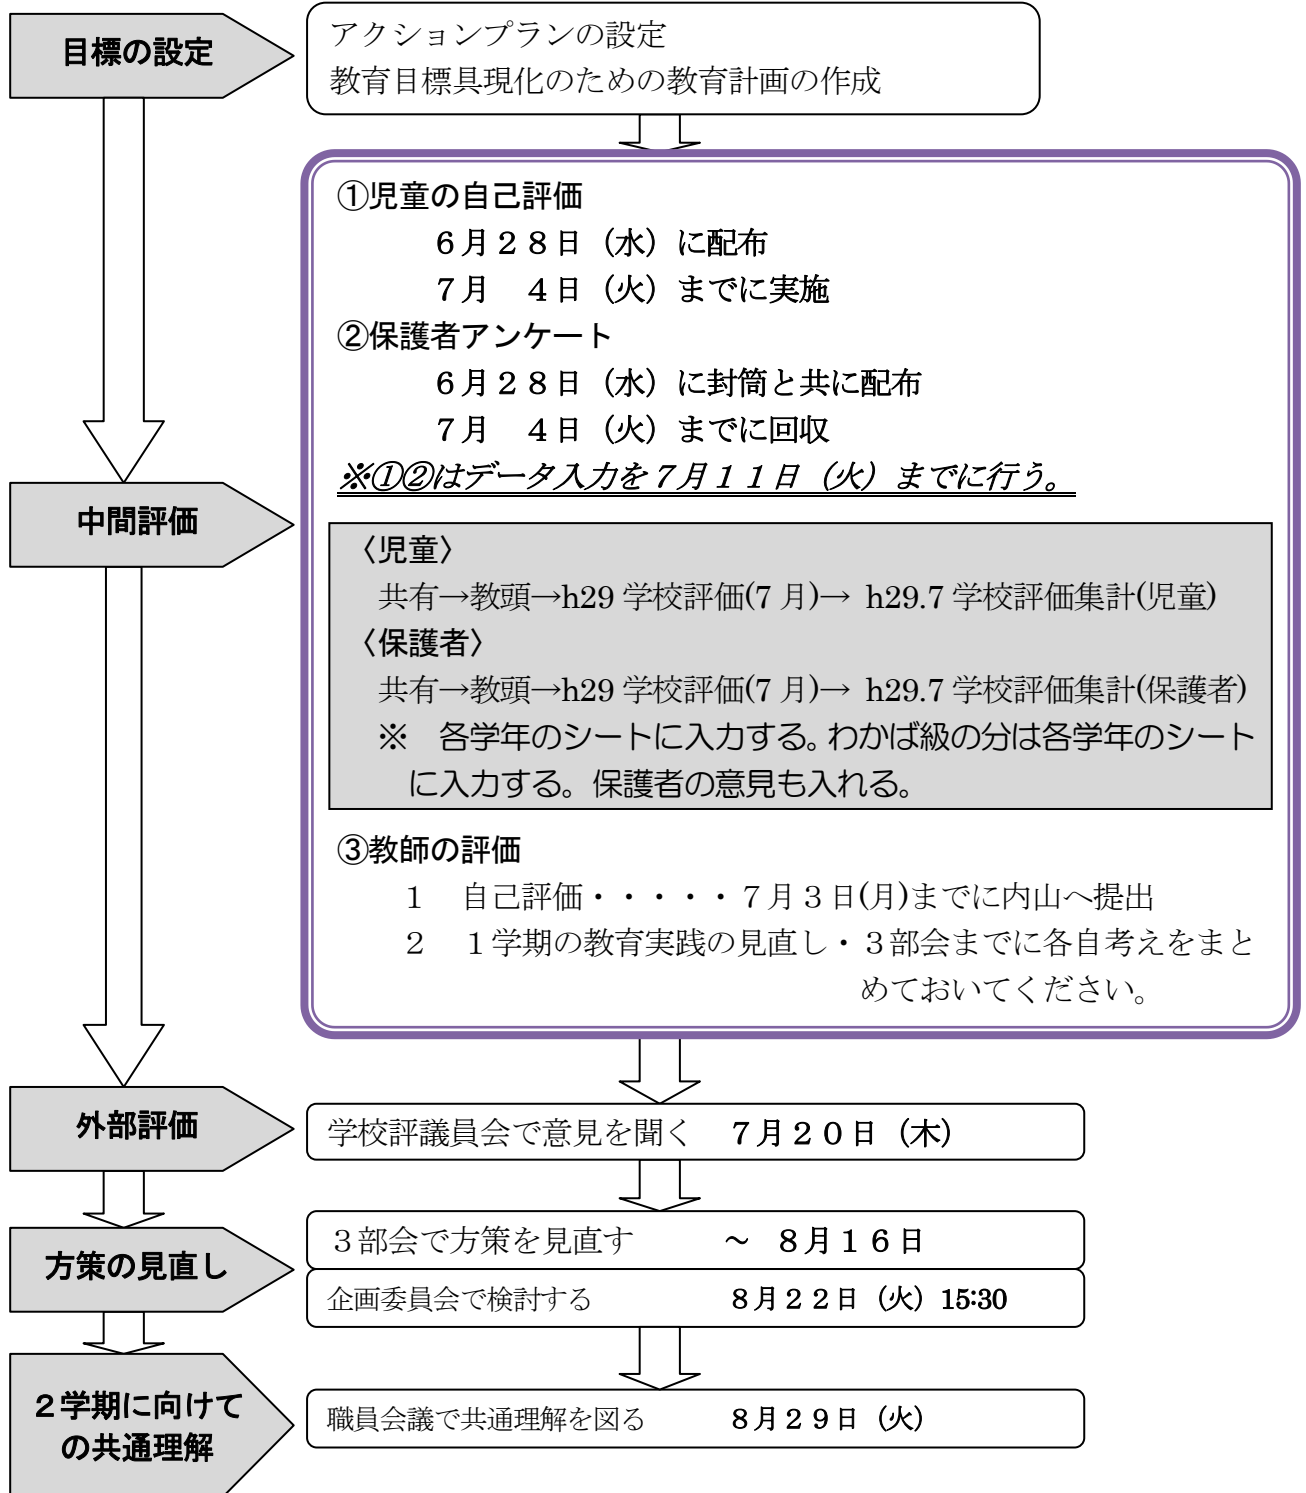 目標の設定
アクションプランの設定
教育目標具現化のための教育計画の作成
①児童の自己評価
６月２８日（水）に配布
７月　４日（火）までに実施
②保護者アンケート
６月２８日（水）に封筒と共に配布
７月　４日（火）までに回収
※①②はデータ入力を７月１１日（火）までに行う。
中間評価
〈児童〉
共有→教頭→h29 学校評価(7 月)→ h29.7 学校評価集計(児童)
〈保護者〉
共有→教頭→h29 学校評価(7 月)→ h29.7 学校評価集計(保護者)
※　各学年のシートに入力する。わかば級の分は各学年のシート
に入力する。保護者の意見も入れる。
③教師の評価
１　自己評価・・・・・７月３日(月)までに内山へ提出
２　１学期の教育実践の見直し・３部会までに各自考えをまと
めておいてください。
外部評価
学校評議員会で意見を聞く　７月２０日（木）
方策の見直し
３部会で方策を見直す　　～　８月１６日
企画委員会で検討する　　８月２２日（火）15:30
２学期に向けて
の共通理解
職員会議で共通理解を図る　　８月２９日（火）